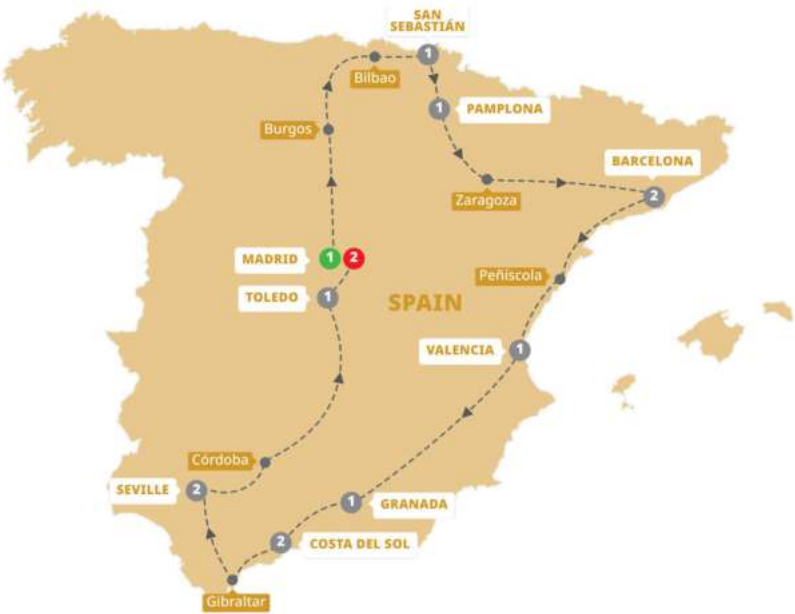 SAN
SEBASTIÁN
1
Bilbao
1
PAMPLONA
Burgos
BARCELONA
2
Zaragoza
MADRID
1
2
Peñiscola
TOLEDO
1
SPAIN
VALENCIA
1
Córdoba
SEVILLE
2
1
GRANADA
2
COSTA DEL SOL
Gibraltar